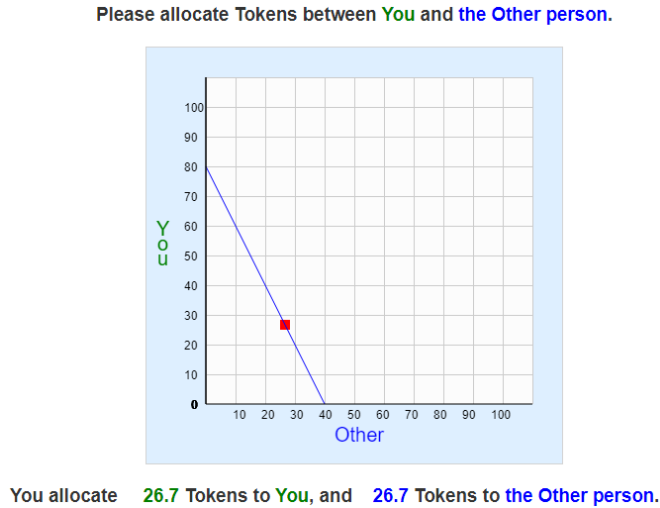 Please allocate Tokens between You and the Other person.
100
90
80
70
60
50
40
30
20
10
0
You
10 20 30 40 50 60 70 80 90 100
Other
You allocate 26.7 Tokens to You, and 26.7 Tokens to the Other person.